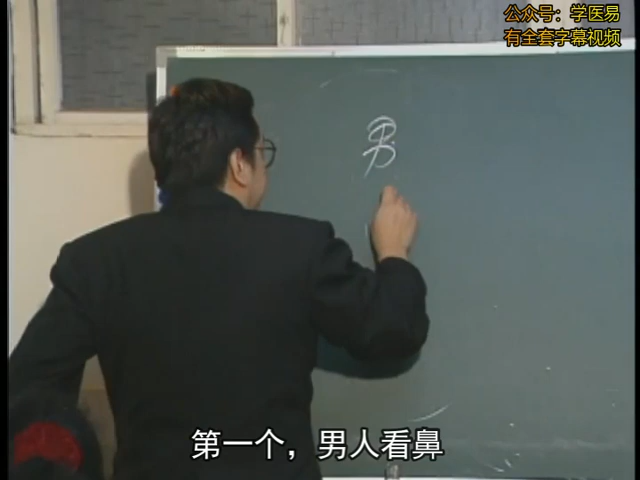 公众号：学医易
有全套字幕视频
男
第一个，男人看鼻